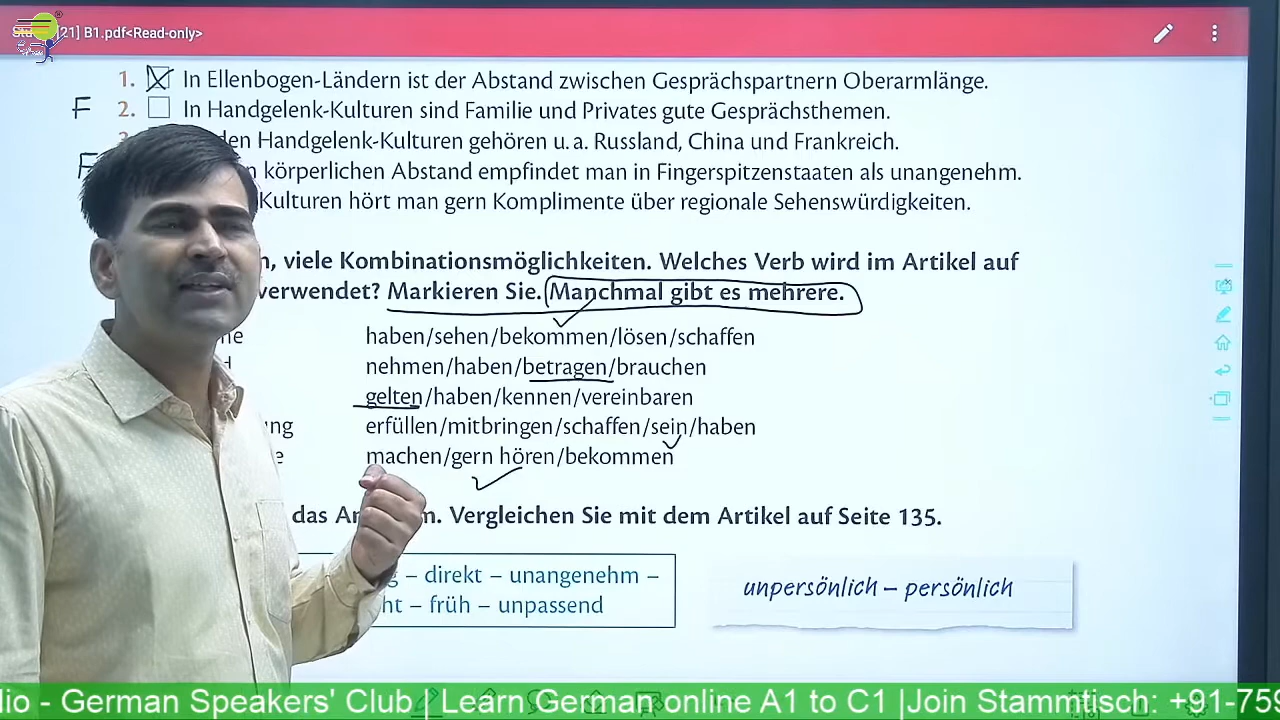 [21] B1.pdf<Read-only>
1. In Ellenbogen-Ländern ist der Abstand zwischen Gesprächspartnern Oberarmlänge.
F 2. In Handgelenk-Kulturen sind Familie und Privates gute Gesprächsthemen.
den Handgelenk-Kulturen gehören u. a. Russland, China und Frankreich.
F körperlichen Abstand empfindet man in Fingerspitzenstaaten als unangenehm.
Kulturen hört man gern Komplimente über regionale Sehenswürdigkeiten.
viele Kombinationsmöglichkeiten. Welches Verb wird im Artikel auf
verwendet? Markieren Sie. Manchmal gibt es mehrere.
haben/sehen/bekommen/lösen/schaffen
nehmen/haben/betragen/brauchen
gelten/haben/kennen/vereinbaren
erfüllen/mitbringen/schaffen/sein/haben
machen/gern hören/bekommen
das Vergleichen Sie mit dem Artikel auf Seite 135.
– direkt – unangenehm –
– früh – unpassend
unpersönlich – persönlich
German Speakers' Club | Learn German online A1 to C1 |Join Stammtisch: +91-759